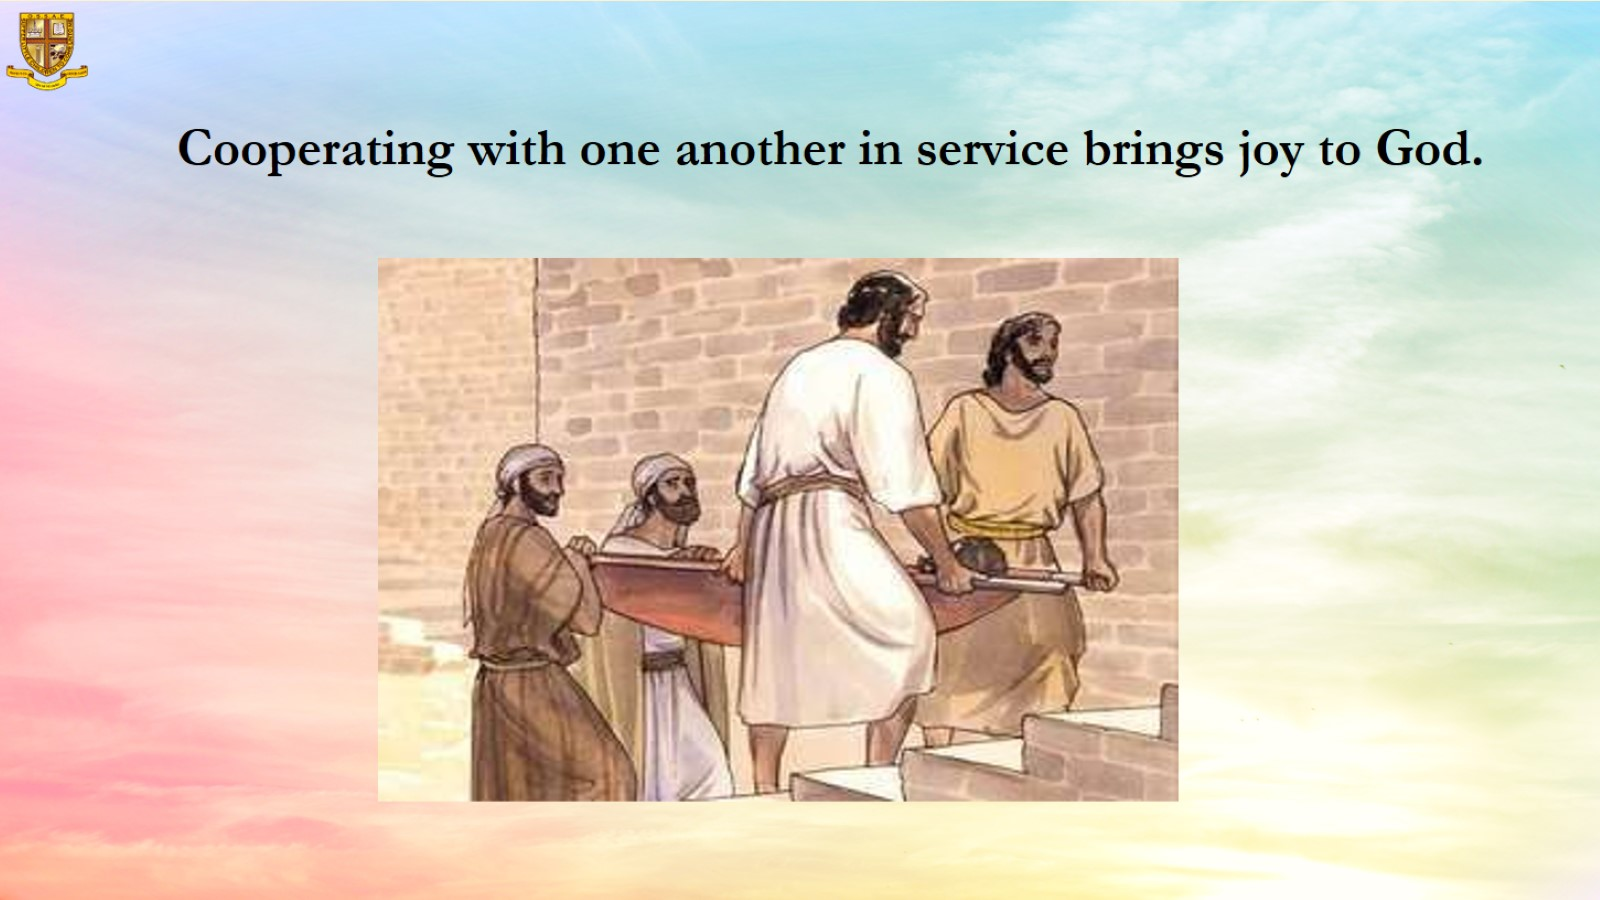 O.S.S.A.E
Cooperating with one another in service brings joy to God.